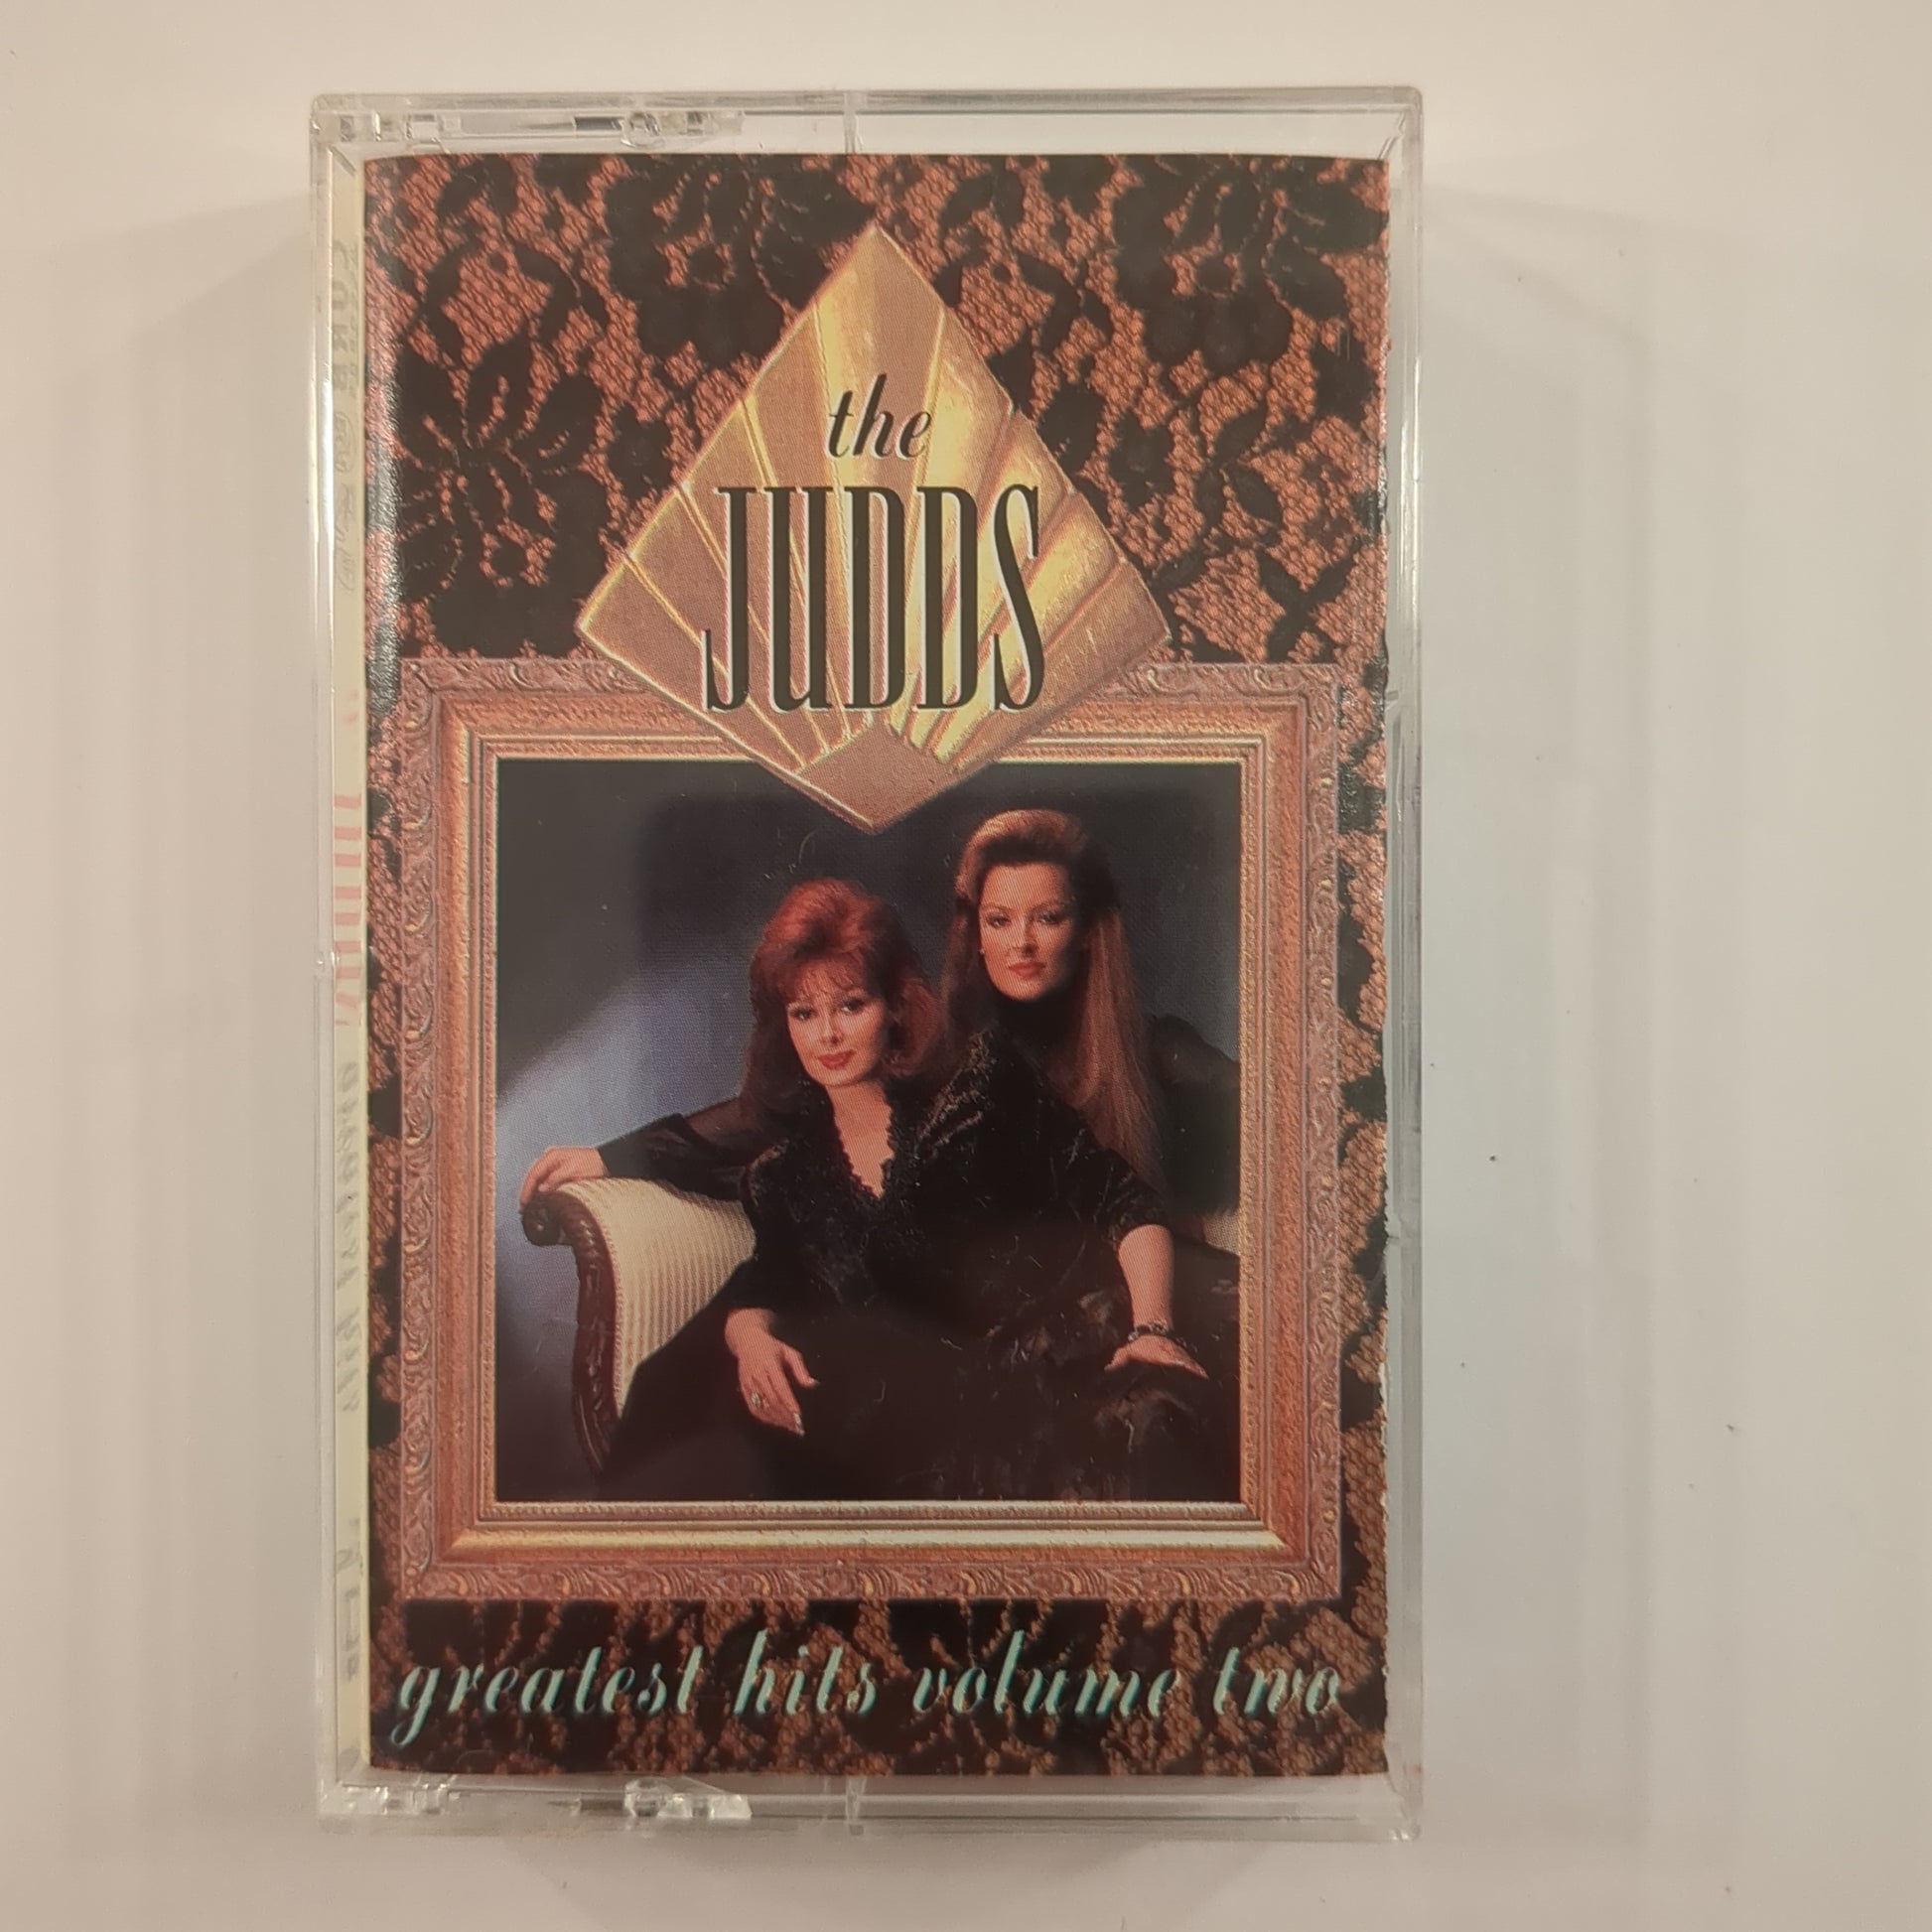 the
JUDDS
greatest hits volume two